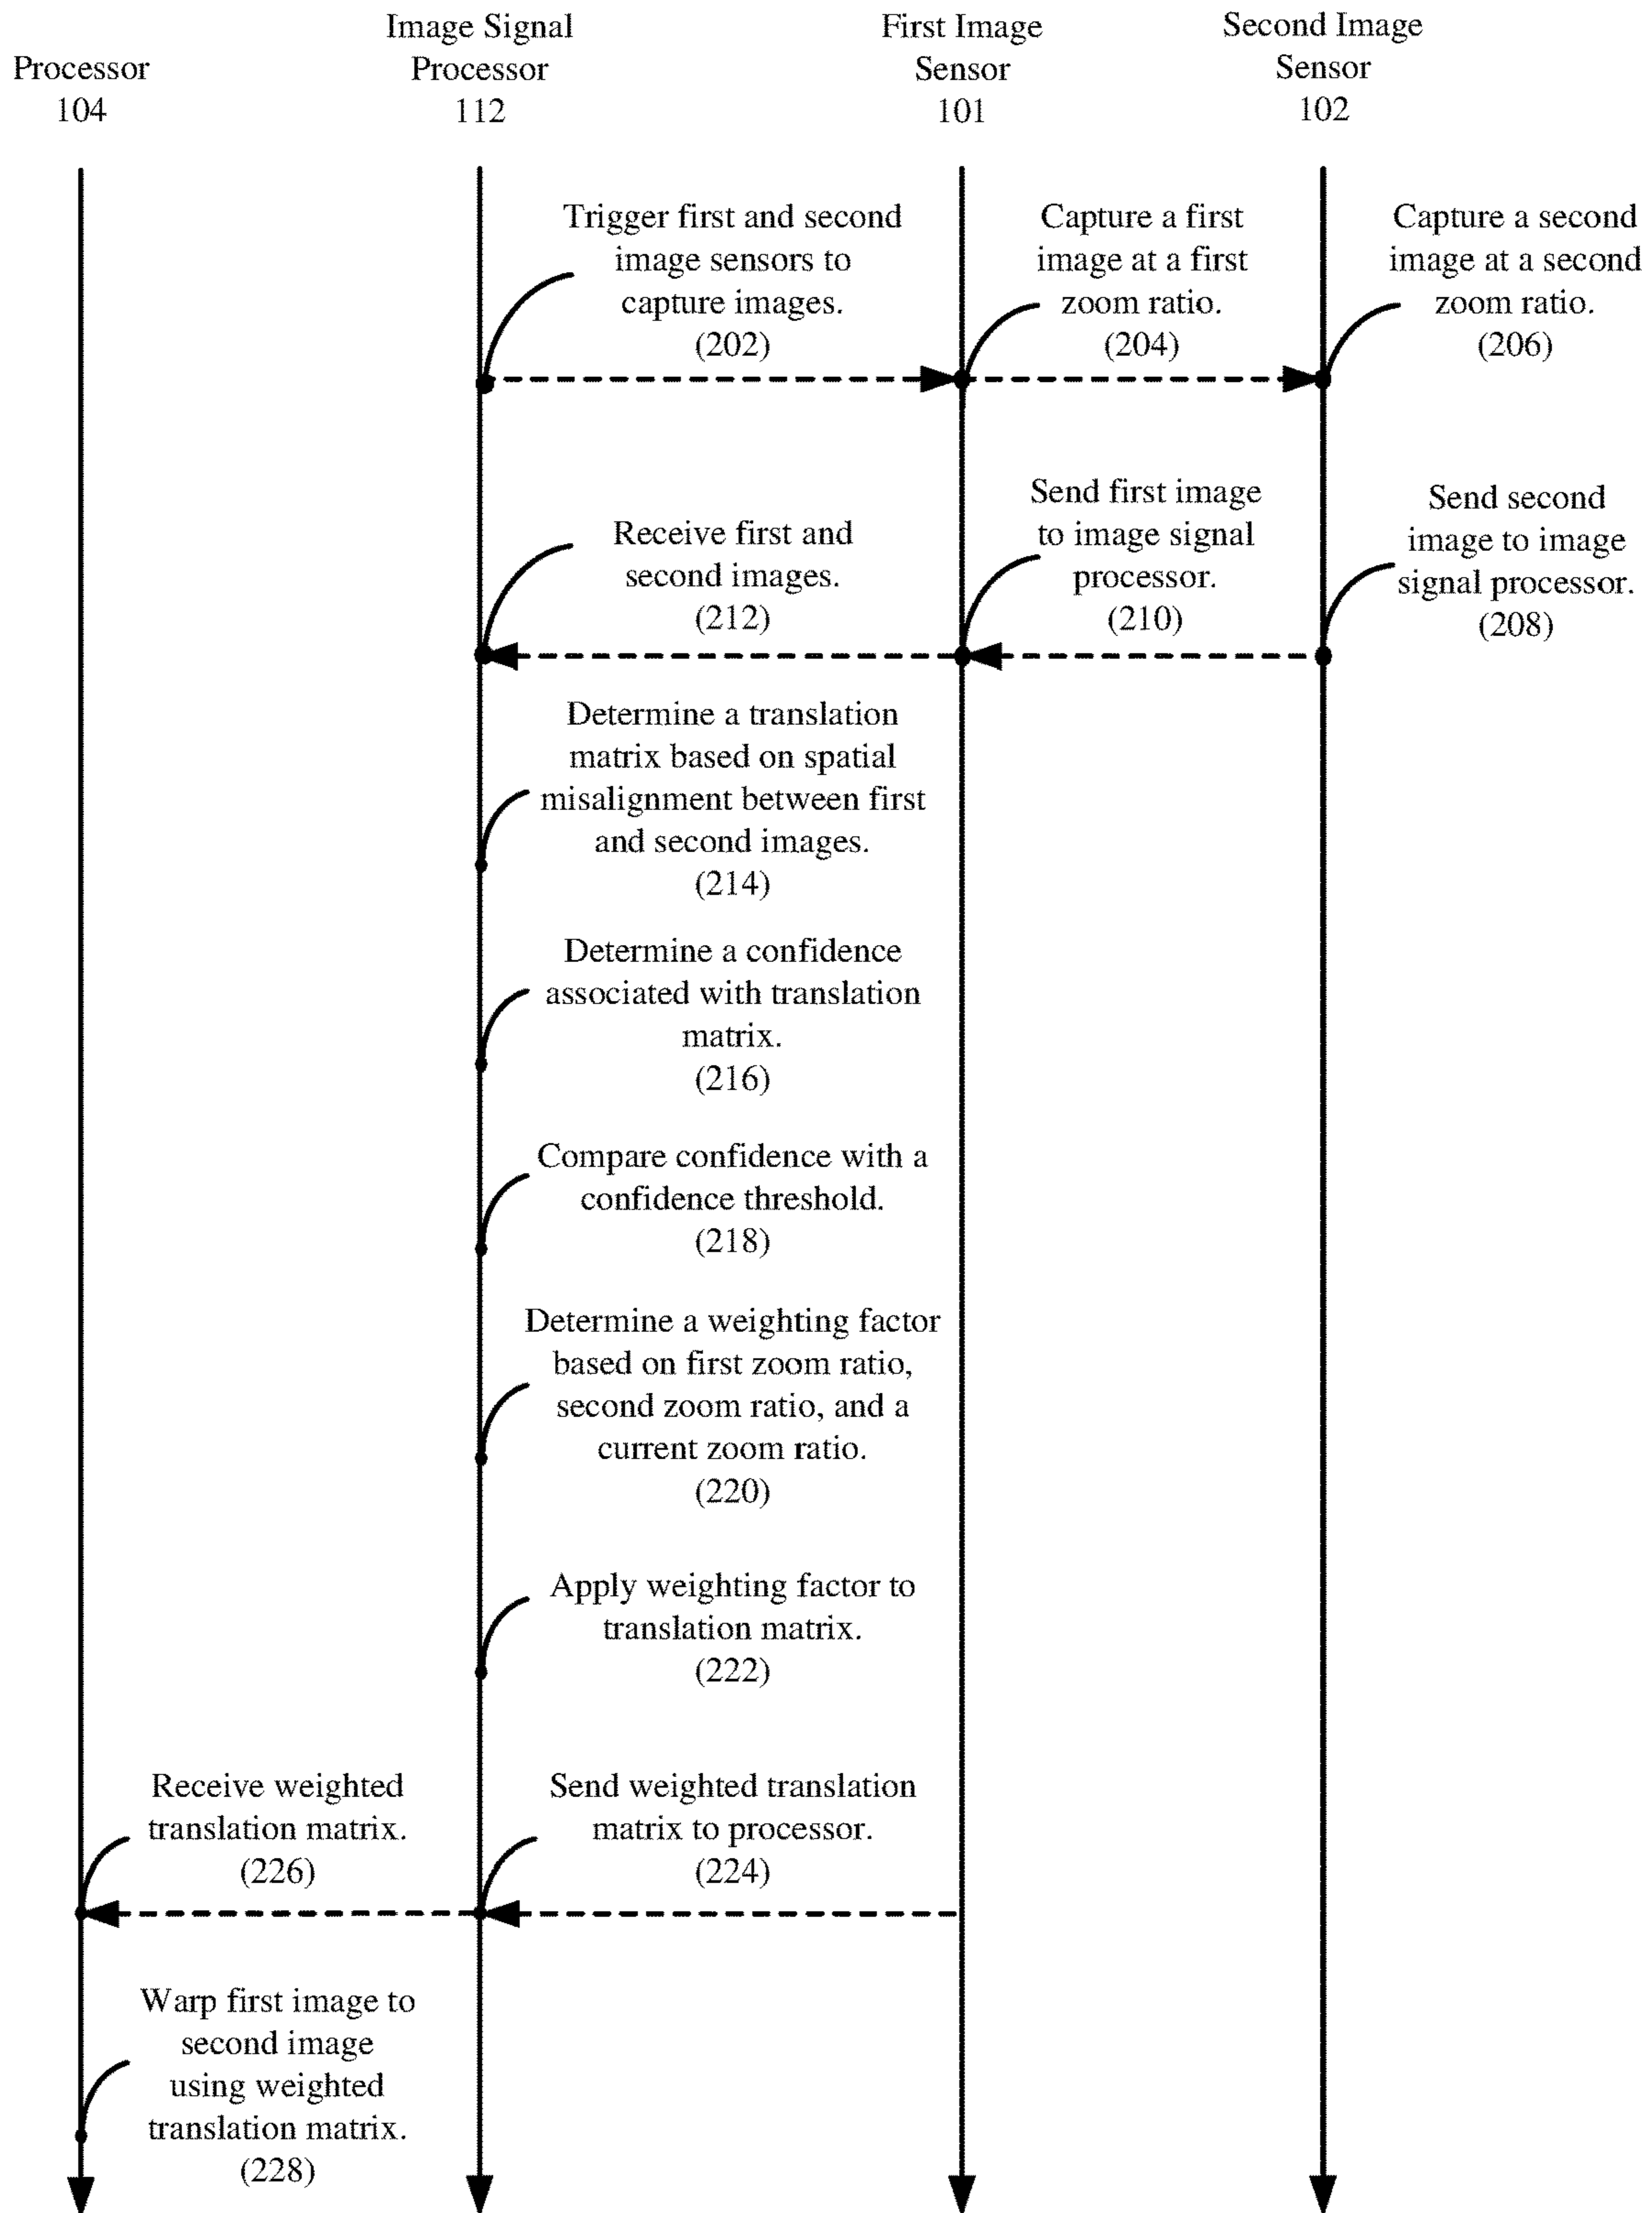 Processor
104
Image Signal
Processor
112
First Image
Sensor
101
Second Image
Sensor
102
Trigger first and second
image sensors to
capture images.
(202)
Capture a first
image at a first
zoom ratio.
(204)
Capture a second
image at a second
zoom ratio.
(206)
Receive first and
second images.
(212)
Send first image
to image signal
processor.
(210)
Send second
image to image
signal processor.
(208)
Determine a translation
matrix based on spatial
misalignment between first
and second images.
(214)
Determine a confidence
associated with translation
matrix.
(216)
Compare confidence with a
confidence threshold.
(218)
Determine a weighting factor
based on first zoom ratio,
second zoom ratio, and a
current zoom ratio.
(220)
Apply weighting factor to
translation matrix.
(222)
Receive weighted
translation matrix.
(226)
Send weighted translation
matrix to processor.
(224)
Warp first image to
second image
using weighted
translation matrix.
(228)